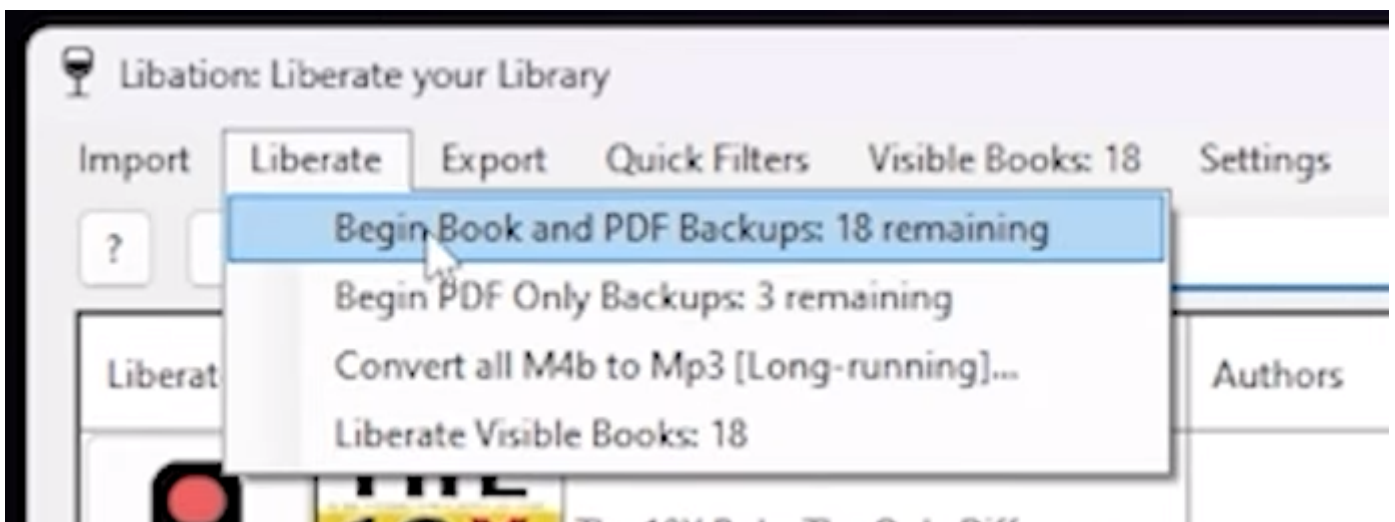 Libation: Liberate your Library
Import Liberate Export Quick Filters Visible Books: 18 Settings
?
Begin Book and PDF Backups: 18 remaining
Begin PDF Only Backups: 3 remaining
Convert all M4b to Mp3 [Long-running]...
Liberat Authors
Liberate Visible Books: 18
THE